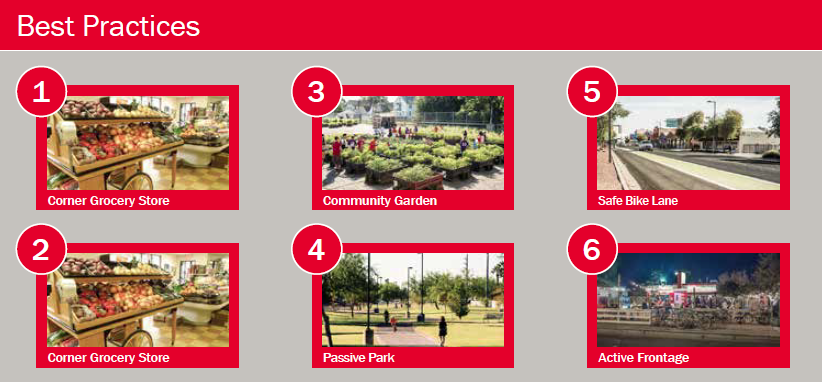 Best Practices
1
Corner Grocery Store
2
Corner Grocery Store
3
Community Garden
4
Passive Park
5
Safe Bike Lane
6
Active Frontage